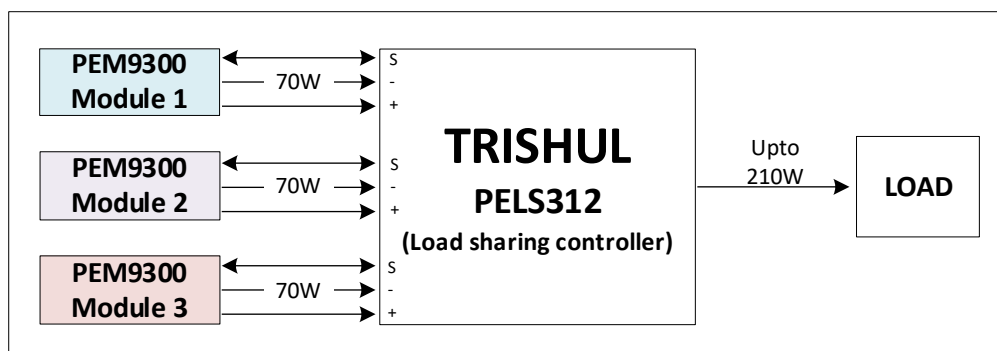 PEM9300
Module 1
S
70W
-
+
PEM9300
Module 2
S
70W
-
+
PEM9300
Module 3
S
70W
-
+
TRISHUL
PELS312
(Load sharing controller)
Upto
210W
LOAD